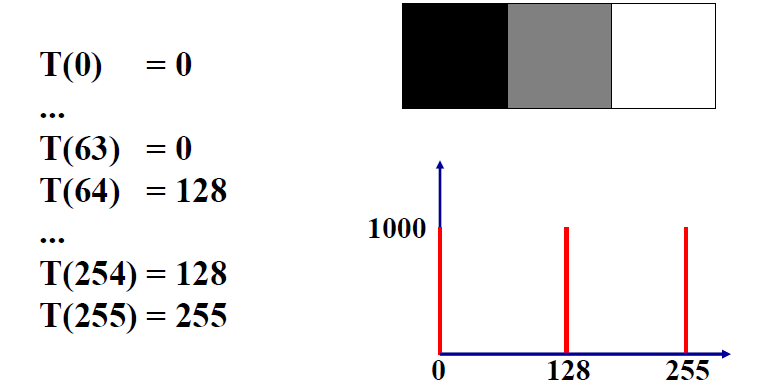 T(0) = 0
...
T(63) = 0
T(64) = 128
...
T(254) = 128
T(255) = 255
1000
0 128 255